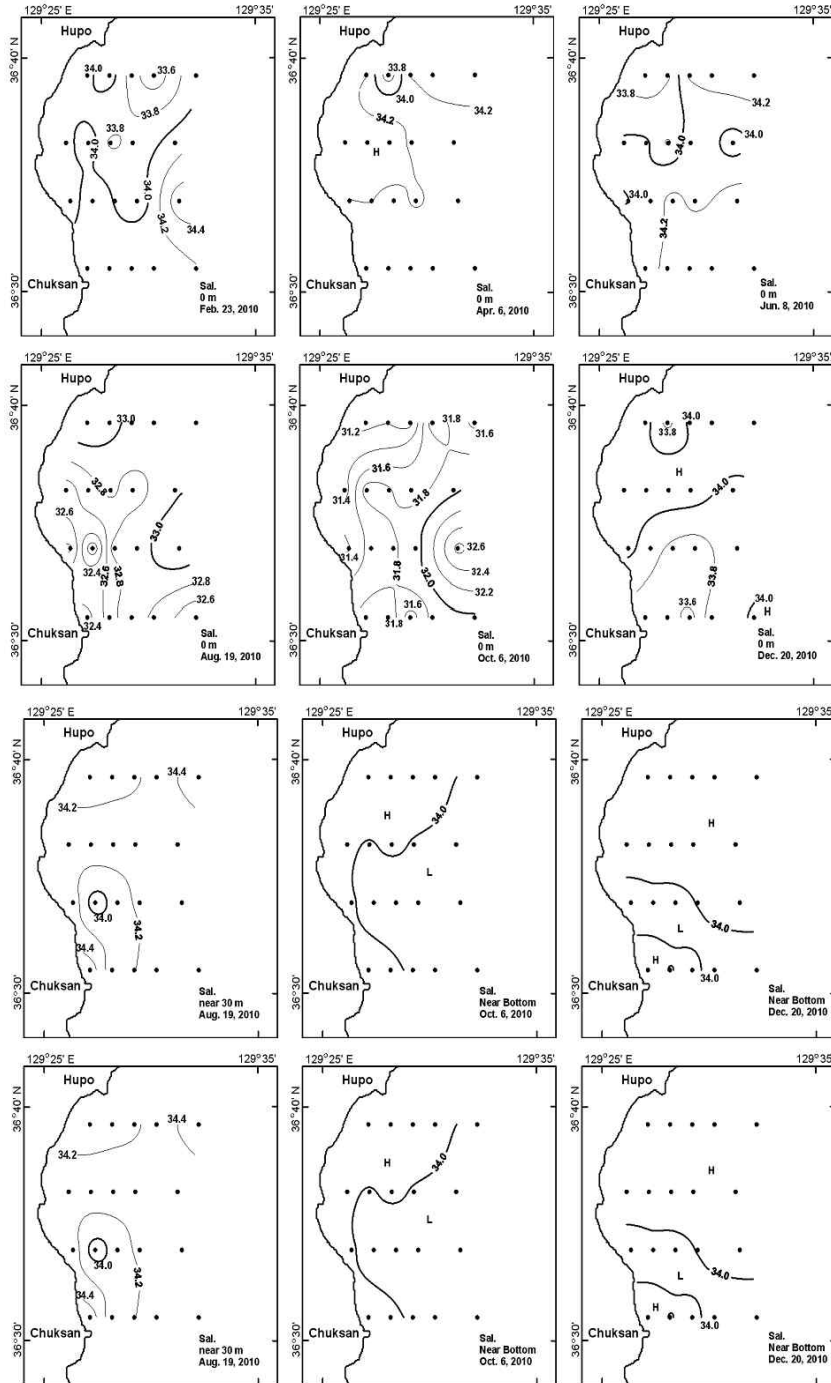 129°25' E 129°35'
36°40' N
36°30'
Hupo
Chuksan
34.0
33.6
33.8
33.8
34.0
34.0
34.2
34.4
Sal.
0 m
Feb. 23, 2010
129°25' E 129°35'
36°40' N
36°30'
Hupo
Chuksan
33.8
34.0
34.2
34.2
H
Sal.
0 m
Apr. 6, 2010
129°25' E 129°35'
36°40' N
36°30'
Hupo
Chuksan
33.8
34.2
34.0
34.0
34.0
34.2
Sal.
0 m
Jun. 8, 2010
129°25' E 129°35'
36°40' N
36°30'
Hupo
Chuksan
33.0
32.8
32.6
33.0
32.4
32.6
32.8
32.8
32.6
32.4
Sal.
0 m
Aug. 19, 2010
129°25' E 129°35'
36°40' N
36°30'
Hupo
Chuksan
31.2
31.8
31.6
31.6
31.4
31.8
31.4
32.6
31.8
32.0
32.4
32.2
31.6
31.8
Sal.
0 m
Oct. 6, 2010
129°25' E 129°35'
36°40' N
36°30'
Hupo
Chuksan
34.0
33.8
H
34.0
33.8
33.6
34.0
H
Sal.
0 m
Dec. 20, 2010
129°25' E 129°35'
36°40' N
36°30'
Hupo
Chuksan
34.4
34.2
34.0
34.2
34.4
Sal.
near 30 m
Aug. 19, 2010
129°25' E 129°35'
36°40' N
36°30'
Hupo
Chuksan
H
34.0
L
Sal.
Near Bottom
Oct. 6, 2010
129°25' E 129°35'
36°40' N
36°30'
Hupo
Chuksan
H
34.0
L
H
34.0
Sal.
Near Bottom
Dec. 20, 2010
129°25' E 129°35'
36°40' N
36°30'
Hupo
Chuksan
34.4
34.2
34.0
34.2
34.4
Sal.
near 30 m
Aug. 19, 2010
129°25' E 129°35'
36°40' N
36°30'
Hupo
Chuksan
H
34.0
L
Sal.
Near Bottom
Oct. 6, 2010
129°25' E 129°35'
36°40' N
36°30'
Hupo
Chuksan
H
34.0
L
H
34.0
Sal.
Near Bottom
Dec. 20, 2010